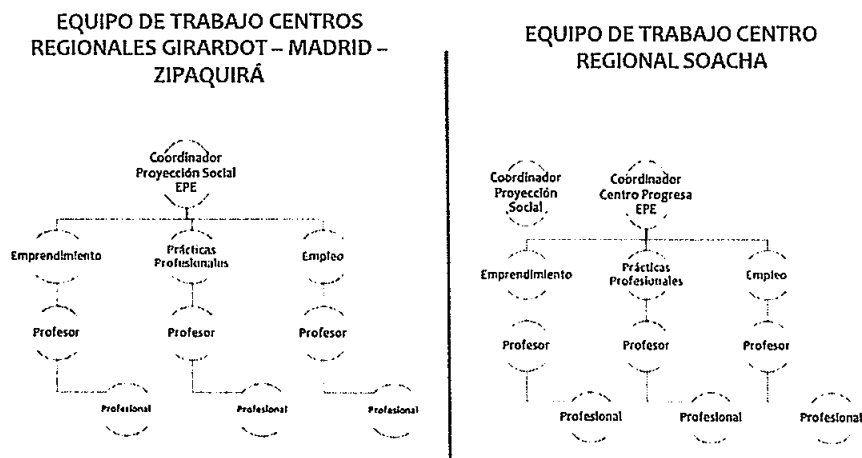 EQUIPO DE TRABAJO CENTROS
REGIONALES GIRARDOT – MADRID –
ZIPAQUIRÁ
Coordinador
Proyección Social
EPE
Emprendimiento
Prácticas
Profesionales
Empleo
Profesor
Profesor
Profesor
Profesional
Profesional
Profesional
EQUIPO DE TRABAJO CENTRO
REGIONAL SOACHA
Coordinador
Proyección
Social
Coordinador
Centro Progresa
EPE
Emprendimiento
Prácticas
Profesionales
Empleo
Profesor
Profesor
Profesor
Profesional
Profesional
Profesional